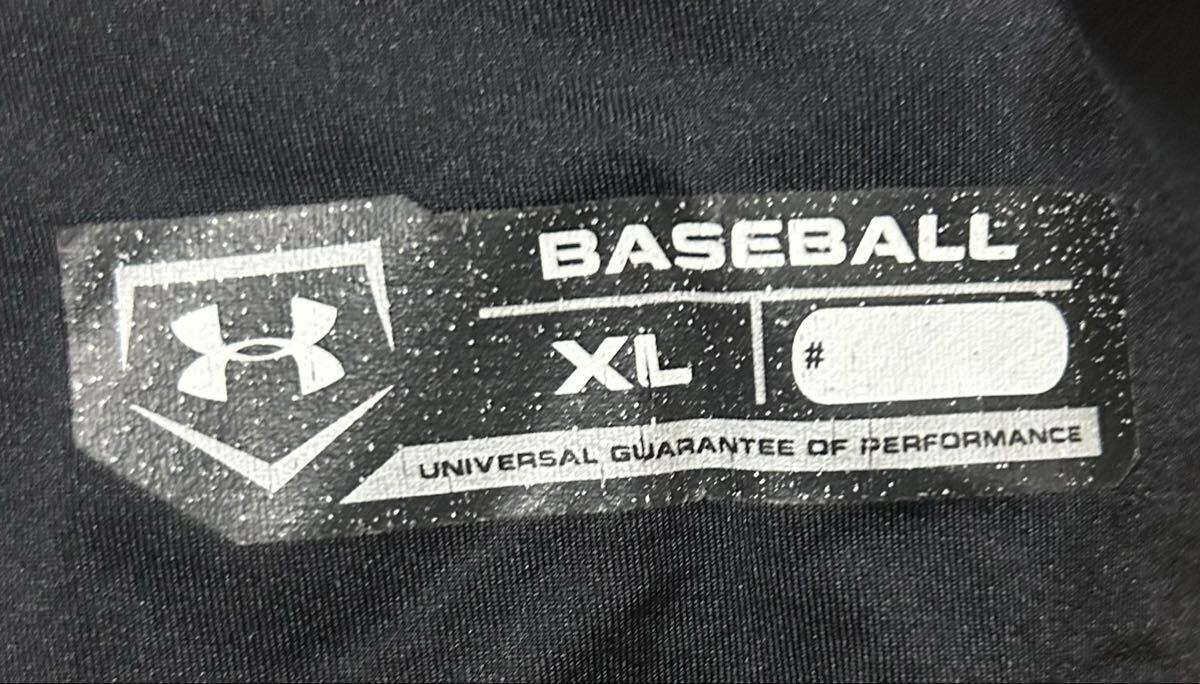 BASEBALL
XL
#
UNIVERSAL GUARANTEE OF PERFORMANCE